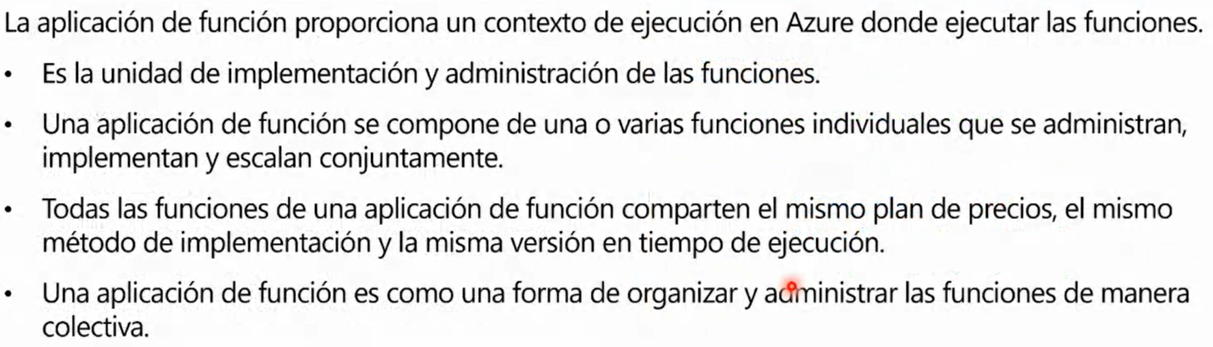 La aplicación de función proporciona un contexto de ejecución en Azure donde ejecutar las funciones.
• Es la unidad de implementación y administración de las funciones.
• Una aplicación de función se compone de una o varias funciones individuales que se administran,
implementan y escalan conjuntamente.
• Todas las funciones de una aplicación de función comparten el mismo plan de precios, el mismo
método de implementación y la misma versión en tiempo de ejecución.
• Una aplicación de función es como una forma de organizar y administrar las funciones de manera
colectiva.